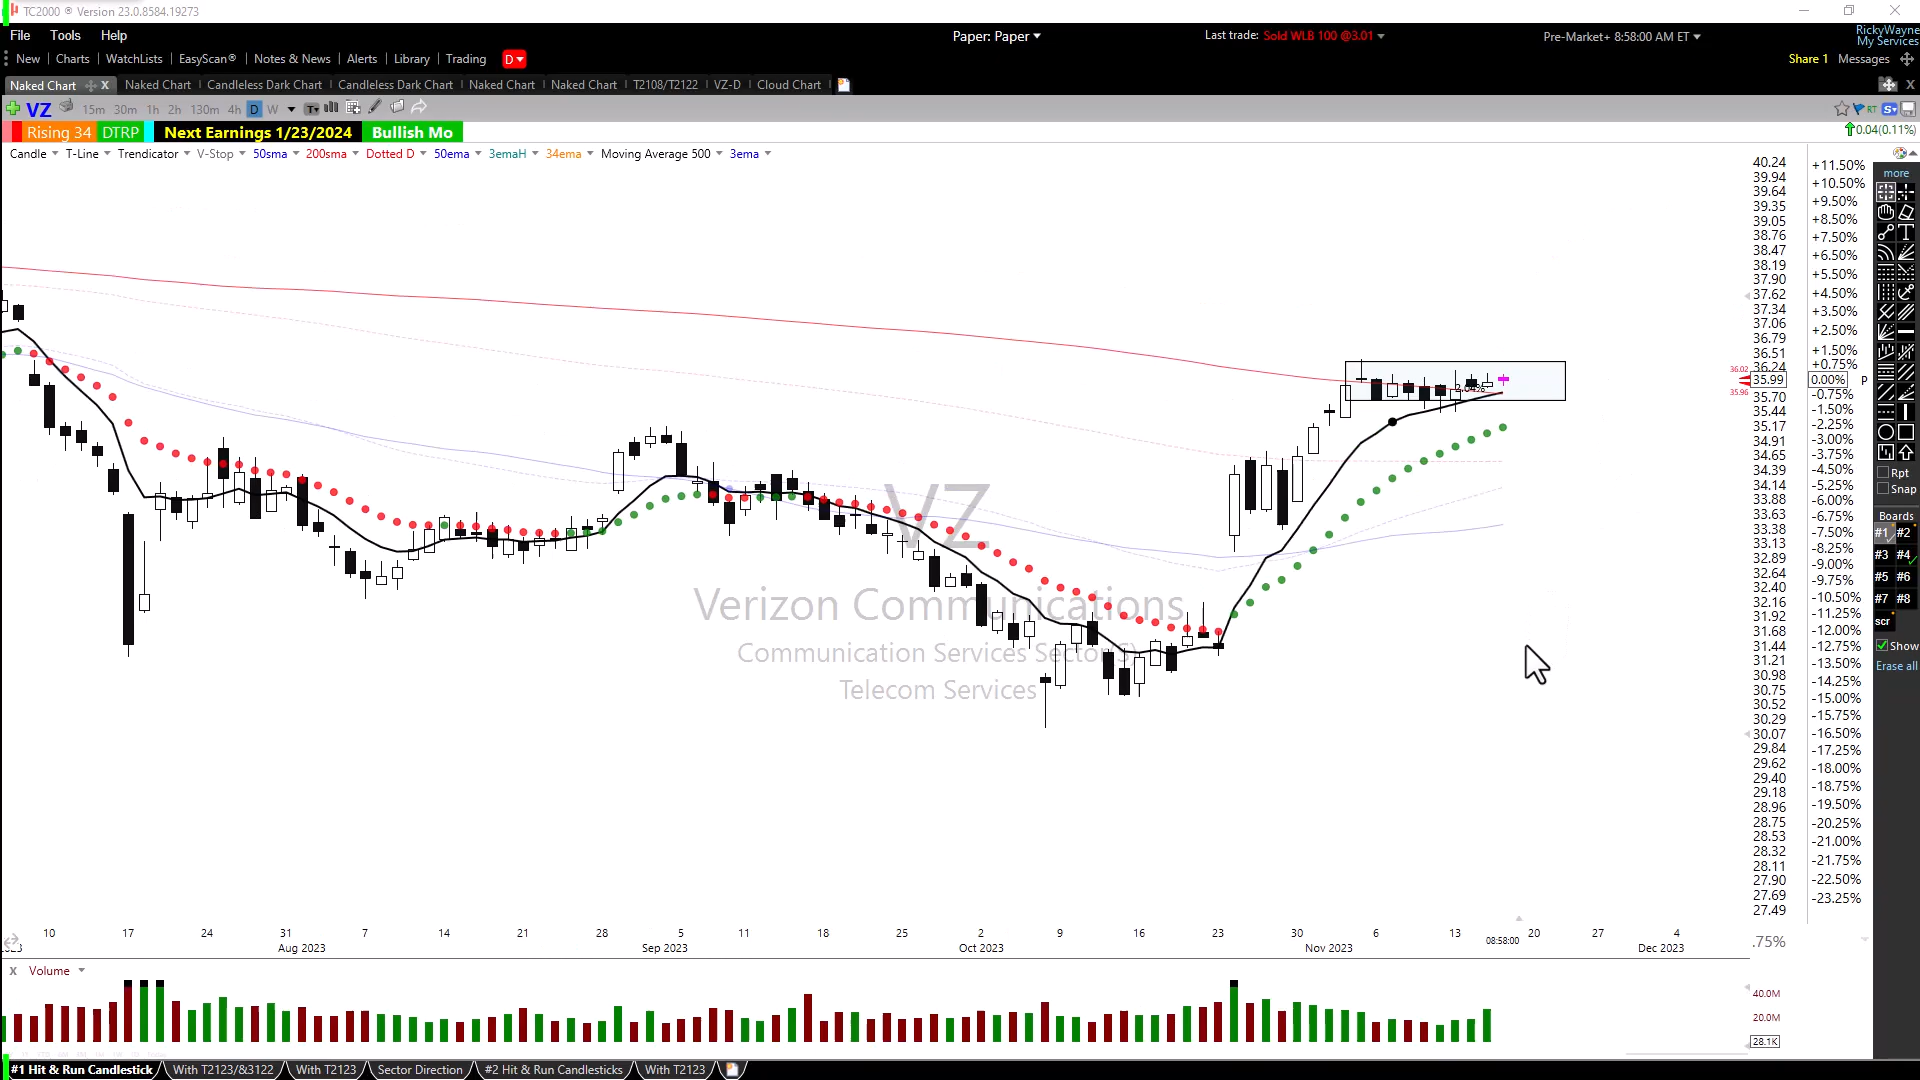 TC2000 ® Version 23.0.8584.19273
File Tools Help
Paper: Paper
Last trade: Sold WLB 100 @3.01
Pre-Market+ 8:58:00 AM ET
RickyWayne
My Services
New Charts WatchLists EasyScan® Notes & News Alerts Library Trading D
Share 1 Messages
Naked Chart X Naked Chart Candleless Dark Chart Candleless Dark Chart Naked Chart Naked Chart T2108/T2122 VZ-D Cloud Chart
VZ 15m 30m 1h 2h 130m 4h D W
RT
Rising 34 DTRP Next Earnings 1/23/2024 Bullish Mo
0.04(0.11%)
Candle T-Line Trendicator V-Stop 50sma 200sma Dotted D 50ema 3emaH 34ema Moving Average 500 3ema
40.24 +11.50%
39.94 +10.50%
39.64 +9.50%
39.35 +8.50%
39.05 +7.50%
38.76 +6.50%
38.47 +5.50%
38.19 +4.50%
37.90 +3.50%
37.62 +2.50%
37.34 +1.50%
37.06 +0.75%
36.79
36.51
36.24
36.02
35.99 0.00% P
35.96
35.70 -0.75%
35.44 -1.50%
35.17 -2.25%
34.91 -3.00%
34.65 -3.75%
34.39 -4.50%
34.14 -5.25%
33.88 -6.00%
33.63 -6.75%
33.38 -7.50%
33.13 -8.25%
32.89 -9.00%
32.64 -9.75%
32.40 -10.50%
32.16 -11.25%
31.92 -12.00%
31.68 -12.75%
31.44 -13.50%
31.21 -14.25%
30.98 -15.00%
30.75 -15.75%
30.52 -16.50%
30.29 -17.25%
30.07 -18.00%
29.84 -18.75%
29.62 -19.50%
29.40 -20.25%
29.18 -21.00%
28.96 -21.75%
28.75 -22.50%
28.53 -23.25%
28.32
28.11
27.90
27.69
27.49
2.04%
VZ
Verizon Communications
Communication Services Sector(S)
Telecom Services
more
Rpt
Snap
Boards
#1 #2
#3 #4
#5 #6
#7 #8
scr
Show
Erase all
10 17 24 31 7 14 21 28 5 11 18 25 2 9 16 23 30 6 13 08:58:00 20 27 4
Aug 2023 Sep 2023 Oct 2023 Nov 2023 Dec 2023
.75%
X Volume
40.0M
20.0M
28.1K
#1 Hit & Run Candlestick With T2123/&3122 With T2123 Sector Direction #2 Hit & Run Candlesticks With T2123